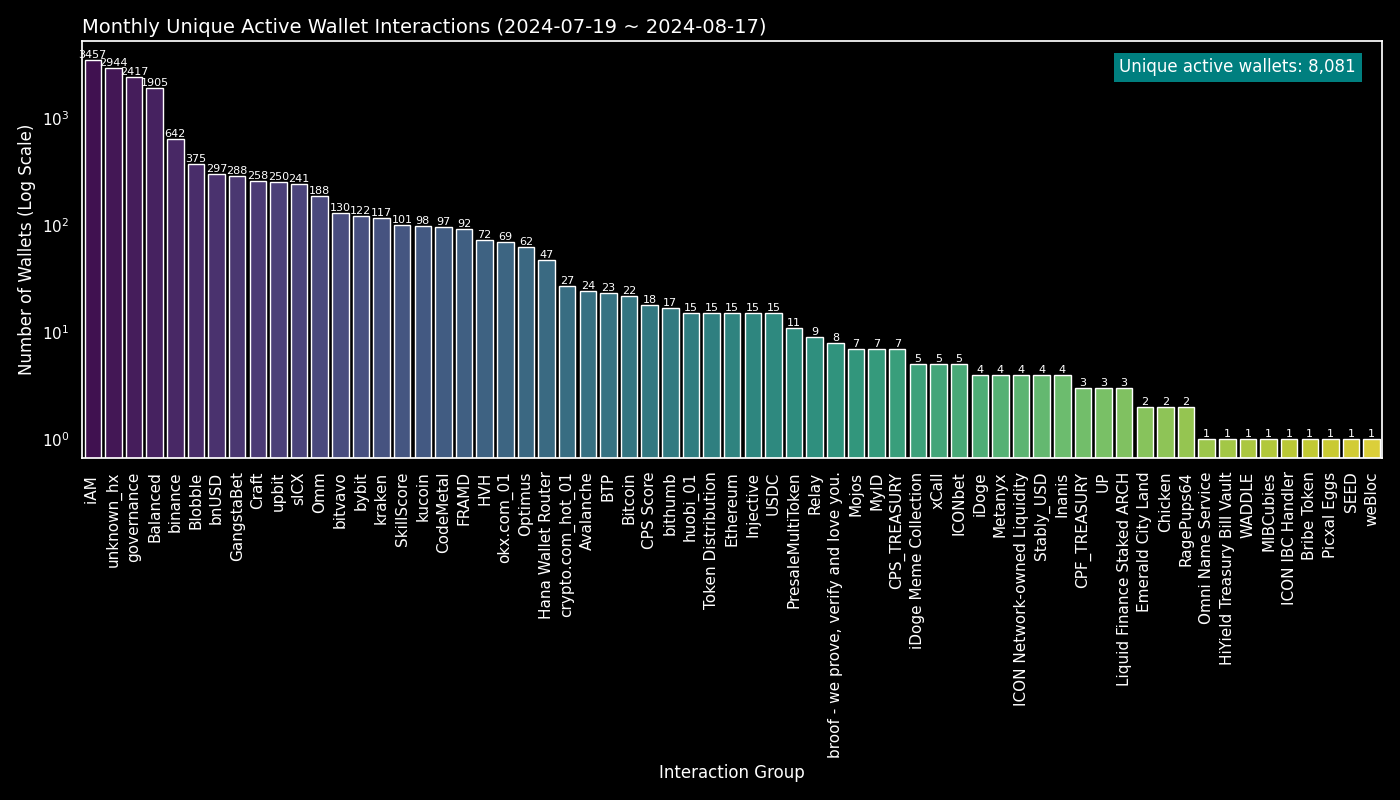 Monthly Unique Active Wallet Interactions (2024-07-19 ~ 2024-08-17)
Unique active wallets: 8,081
Number of Wallets (Log Scale)
10³
10²
10¹
10⁰
3457
2944
2417
1905
642
375
297
288
258
250
241
188
130
122
117
101
98
97
92
72
69
62
47
27
24
23
22
18
17
15
15
15
15
15
11
9
8
7
7
7
5
5
5
4
4
4
4
4
3
3
3
2
2
2
1
1
1
1
1
1
1
1
1
iAM
unknown_hx
governance
Balanced
binance
Blobble
bnUSD
GangstaBet
Craft
upbit
sICX
Omm
bitvavo
bybit
kraken
SkillScore
kucoin
CodeMetal
FRAMD
HVH
okx.com_01
Optimus
Hana Wallet Router
crypto.com_hot_01
Avalanche
BTP
Bitcoin
CPS Score
bithumb
huobi_01
Token Distribution
Ethereum
Injective
USDC
PresaleMultiToken
Relay
broof - we prove, verify and love you.
Mojos
MyID
CPS_TREASURY
iDoge Meme Collection
xCall
ICONbet
iDoge
Metanyx
ICON Network-owned Liquidity
Stably_USD
Inanis
CPF_TREASURY
UP
Liquid Finance Staked ARCH
Emerald City Land
Chicken
RagePups64
Omni Name Service
HiYield Treasury Bill Vault
WADDLE
MIBCubies
ICON IBC Handler
Bribe Token
Picxal Eggs
SEED
weBloc
Interaction Group